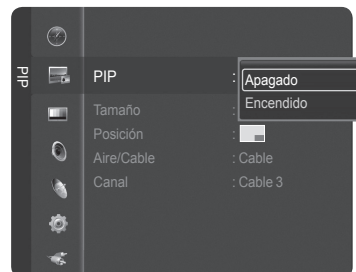 PIP
PIP : Apagado
Encendido
Tamaño :
Posición :
Aire/Cable : Cable
Canal : Cable 3